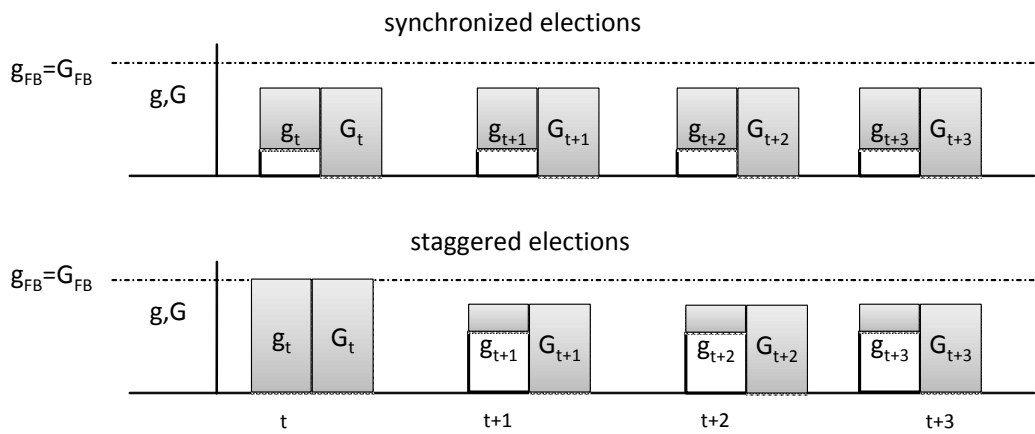 synchronized elections
g_FB=G_FB
g,G
g_t G_t g_t+1 G_t+1 g_t+2 G_t+2 g_t+3 G_t+3
staggered elections
g_FB=G_FB
g,G
g_t G_t g_t+1 G_t+1 g_t+2 G_t+2 g_t+3 G_t+3
t t+1 t+2 t+3